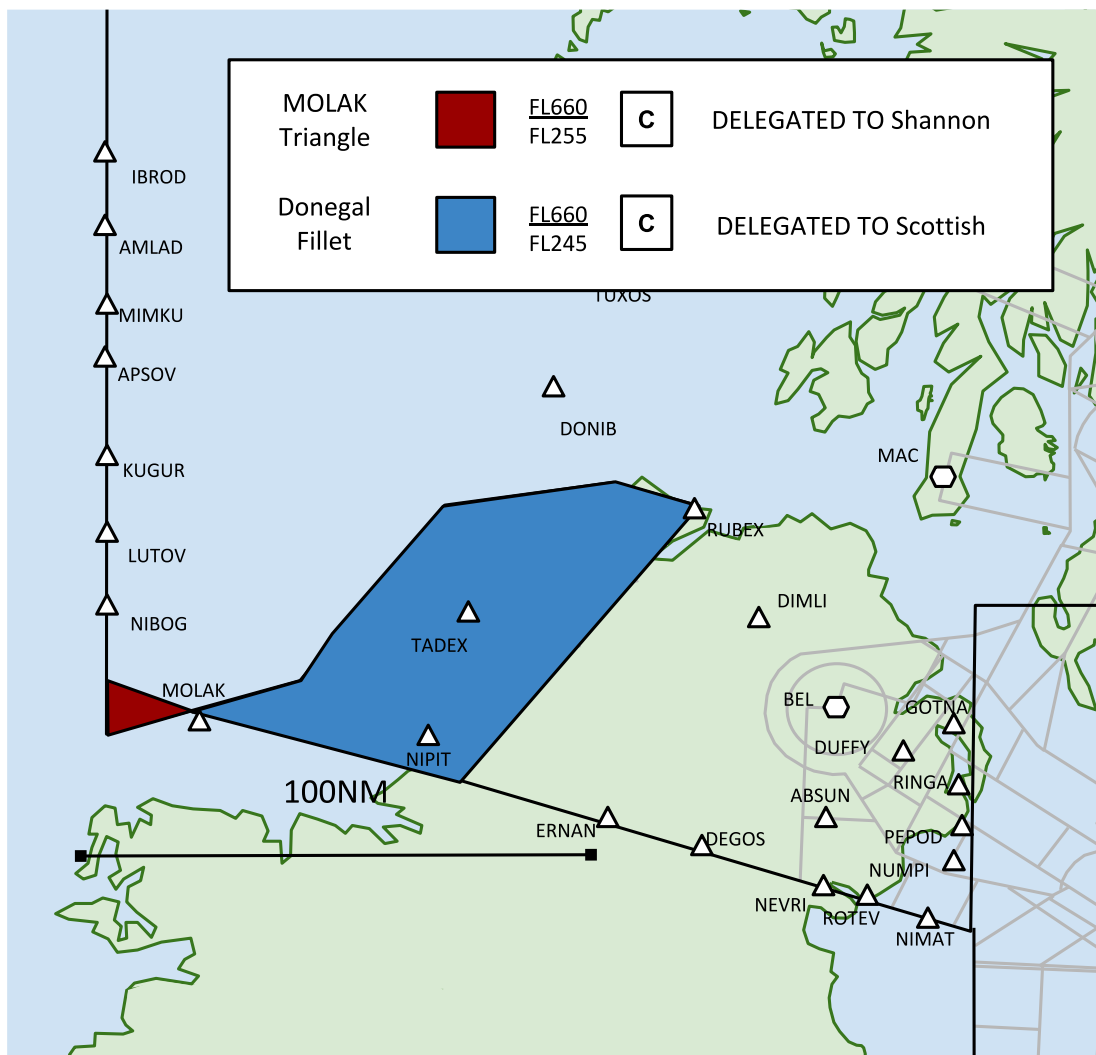 MOLAK
Triangle
FL660
FL255
C
DELEGATED TO Shannon
Donegal
Fillet
FL660
FL245
C
DELEGATED TO Scottish
IBROD
AMLAD
TUXOS
MIMKU
APSOV
DONIB
MAC
KUGUR
RUBEX
LUTOV
DIMLI
NIBOG
TADEX
MOLAK
BEL
GOTNA
DUFFY
NIPIT
RINGA
100NM
ABSUN
ERNAN
DEGOS
PEPOD
NUMPI
NEVRI
ROTEV
NIMAT